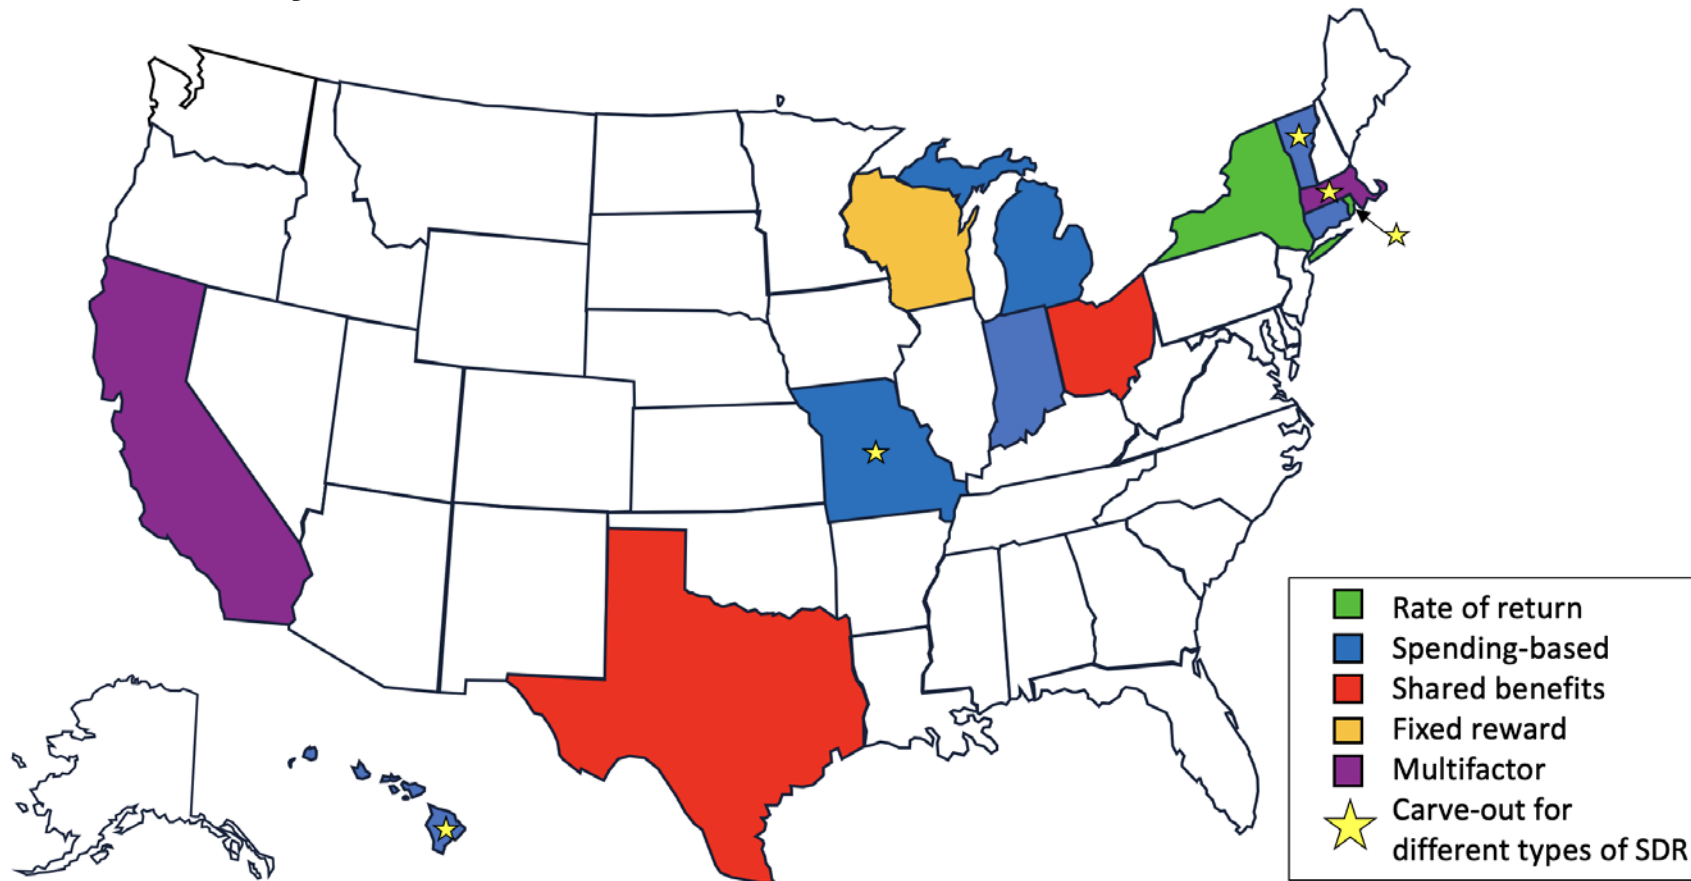 Rate of return
Spending-based
Shared benefits
Fixed reward
Multifactor
Carve-out for
different types of SDR